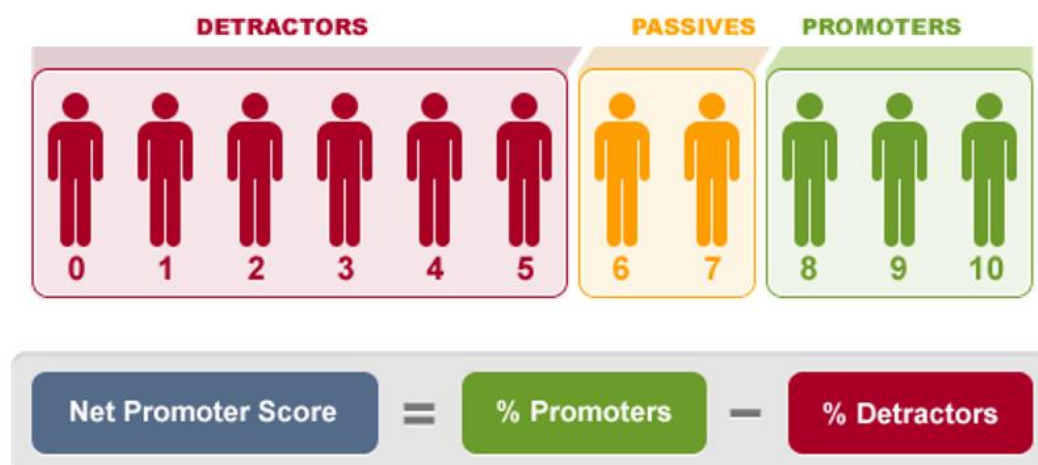 DETRACTORS PASSIVES PROMOTERS
0 1 2 3 4 5 6 7 8 9 10
Net Promoter Score = % Promoters − % Detractors